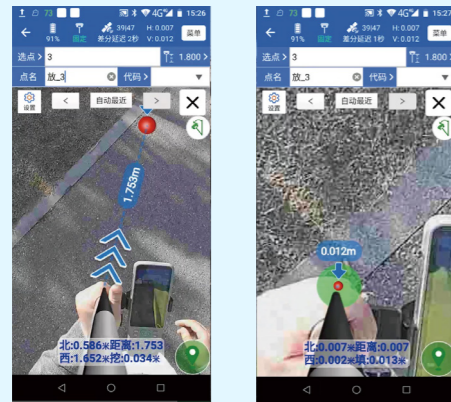 73 4G 15:26
91% 固定 39|47 差分延迟2秒 H:0.007 V:0.012 菜单
选点> 3 1.800>
点名 放_3 代码>
设置 < 自动最近 > X
1.753m
北:0.586米距离:1.753
西:1.652米挖:0.034米
73 4G 15:27
91% 固定 39|47 差分延迟1秒 H:0.007 V:0.012 菜单
选点> 3 1.800>
点名 放_3 代码>
设置 < 自动最近 > X
0.012m
北:0.007米距离:0.007
西:0.002米填:0.013米